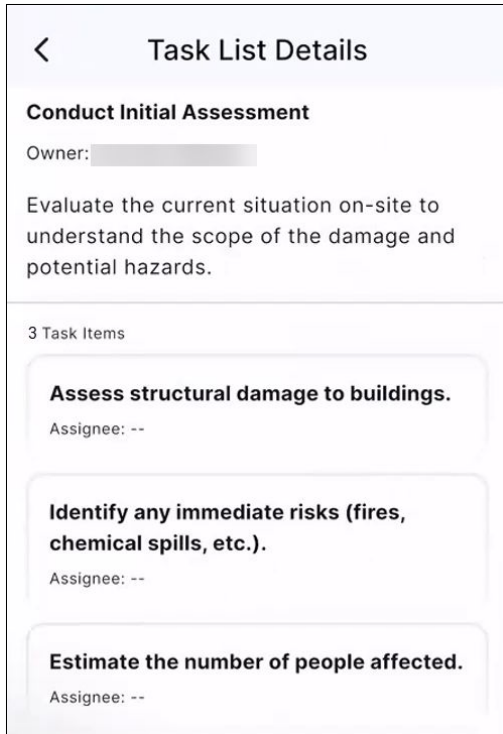 Task List Details
Conduct Initial Assessment
Owner:
Evaluate the current situation on-site to
understand the scope of the damage and
potential hazards.
3 Task Items
Assess structural damage to buildings.
Assignee: --
Identify any immediate risks (fires,
chemical spills, etc.).
Assignee: --
Estimate the number of people affected.
Assignee: --